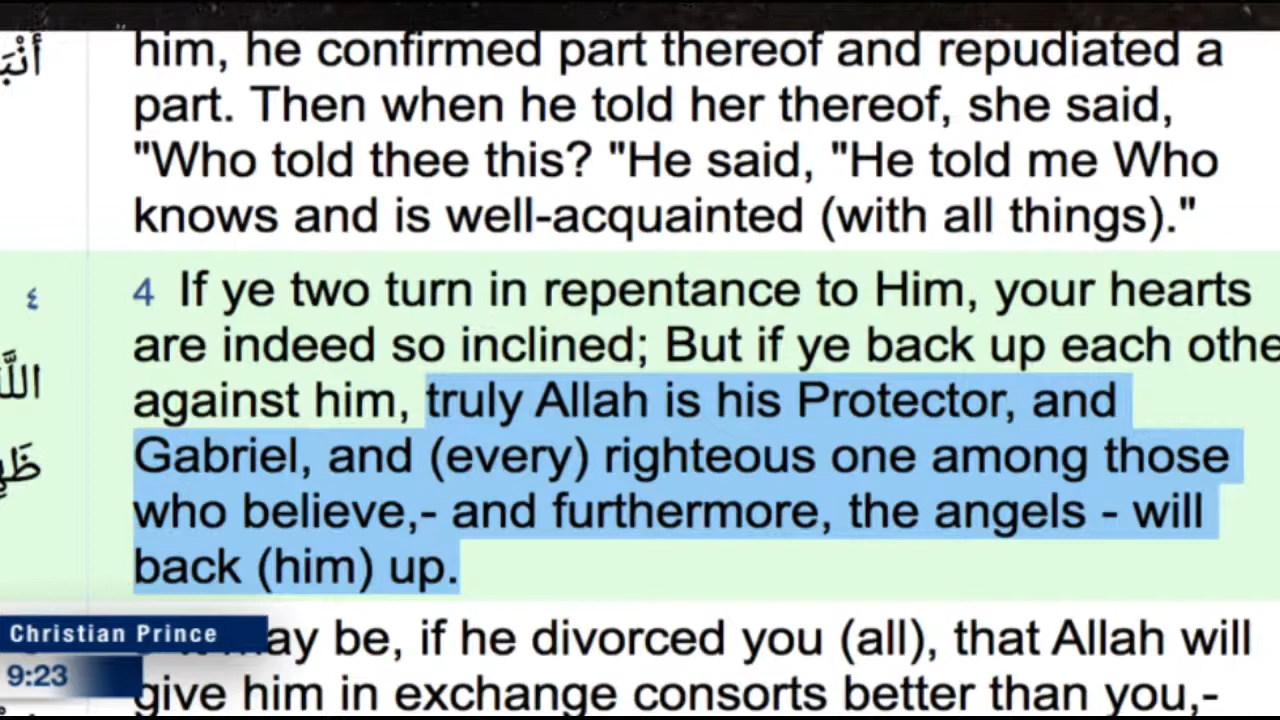 him, he confirmed part thereof and repudiated a
part. Then when he told her thereof, she said,
"Who told thee this? "He said, "He told me Who
knows and is well-acquainted (with all things)."
٤
4 If ye two turn in repentance to Him, your hearts
are indeed so inclined; But if ye back up each othe
against him, truly Allah is his Protector, and
Gabriel, and (every) righteous one among those
who believe,- and furthermore, the angels - will
back (him) up.
may be, if he divorced you (all), that Allah will
give him in exchange consorts better than you,-
Christian Prince
9:23